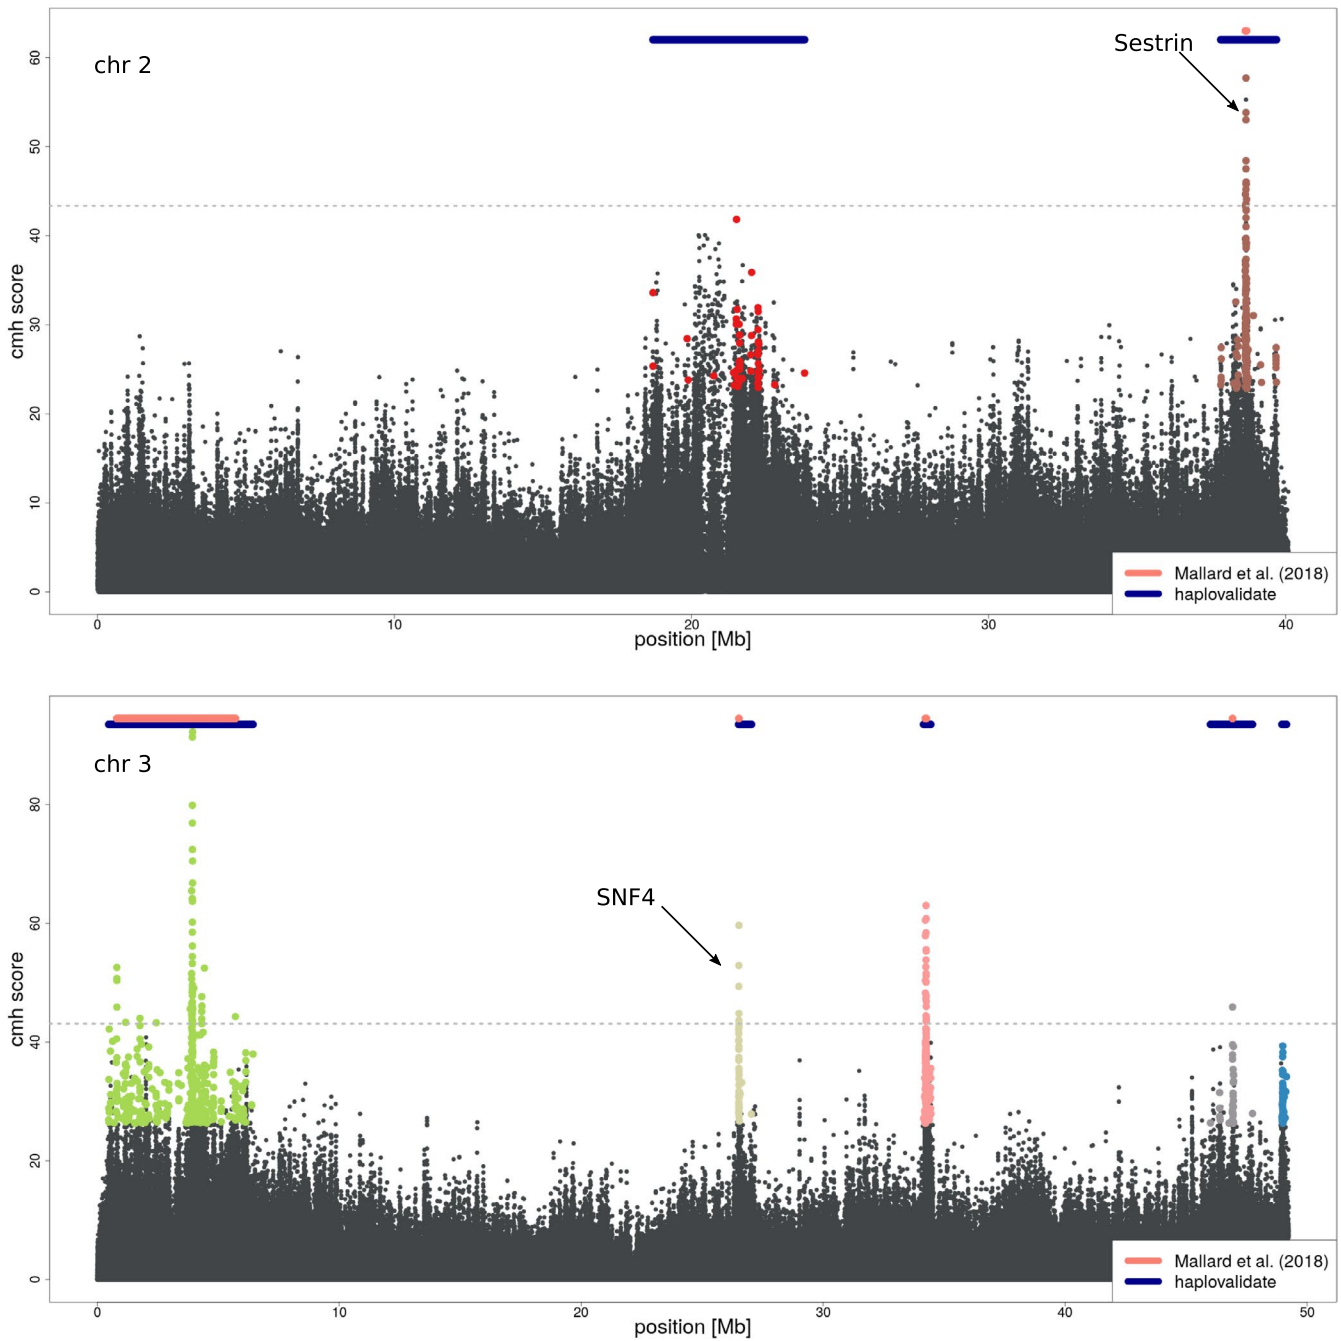 chr 2
Sestrin
cmh score
60
50
40
30
20
10
0
Mallard et al. (2018)
haplovalidate
0 10 20 30 40
position [Mb]
chr 3
SNF4
cmh score
80
60
40
20
0
Mallard et al. (2018)
haplovalidate
0 10 20 30 40 50
position [Mb]